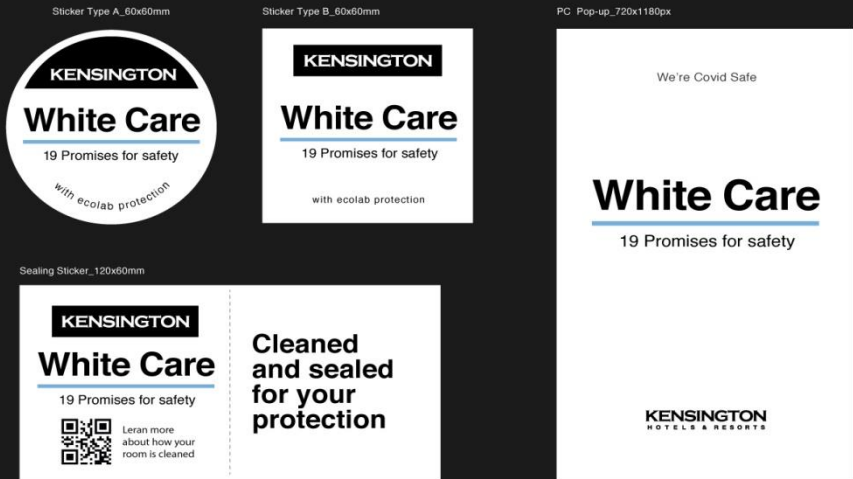 Sticker Type A_60x60mm
KENSINGTON
White Care
19 Promises for safety
with ecolab protection
Sticker Type B_60x60mm
KENSINGTON
White Care
19 Promises for safety
with ecolab protection
PC Pop-up_720x1180px
We're Covid Safe
White Care
19 Promises for safety
KENSINGTON
HOTELS & RESORTS
Sealing Sticker_120x60mm
KENSINGTON
White Care
19 Promises for safety
Leran more
about how your
room is cleaned
Cleaned
and sealed
for your
protection